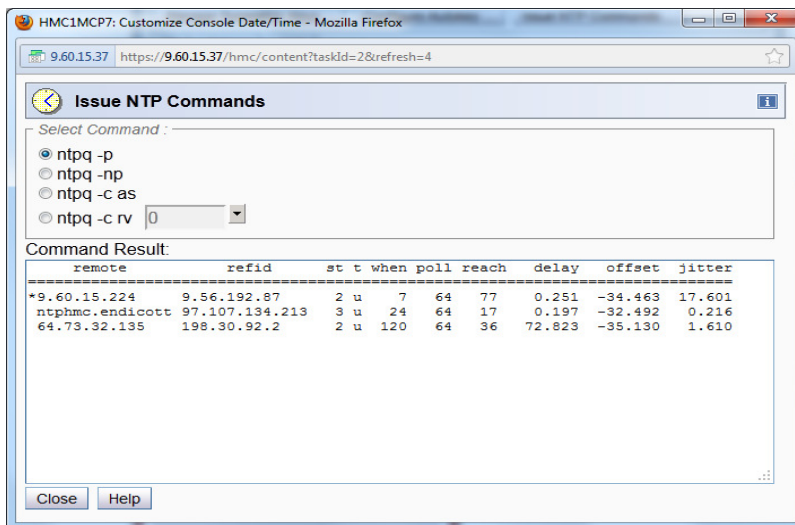 HMC1MCP7: Customize Console Date/Time - Mozilla Firefox
9.60.15.37 https://9.60.15.37/hmc/content?taskId=2&refresh=4
Issue NTP Commands
Select Command :
ntpq -p
ntpq -np
ntpq -c as
ntpq -c rv 0
Command Result:
remote refid st t when poll reach delay offset jitter
==============================================================================
*9.60.15.224 9.56.192.87 2 u 7 64 77 0.251 -34.463 17.601
ntphmc.endicott 97.107.134.213 3 u 24 64 17 0.197 -32.492 0.216
64.73.32.135 198.30.92.2 2 u 120 64 36 72.823 -35.130 1.610
Close Help